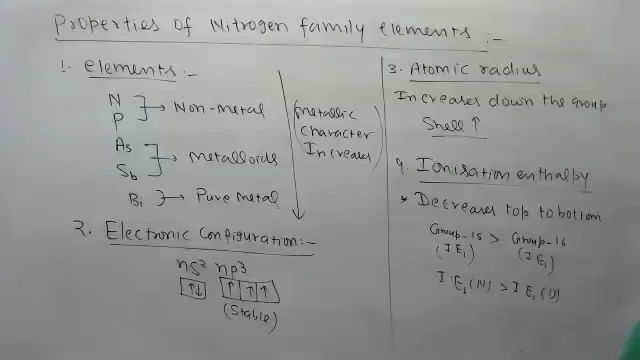 Properties of Nitrogen family elements :-
1. elements :-
N
P
Non-metal
As
Sb
Metalloids
Bi
Pure metal
(metallic
character
Increases)
2. Electronic Configuration:-
ns² np3
↑↓ ↑ ↑ ↑
(Stable)
3. Atomic radius
Increases down the group
Shell ↑
4. Ionisation enthalpy
* Decreases top to bottom
Group-15 > Group-16
(IE₁) (IE₁)
I.E₁(N) > IE₁(O)